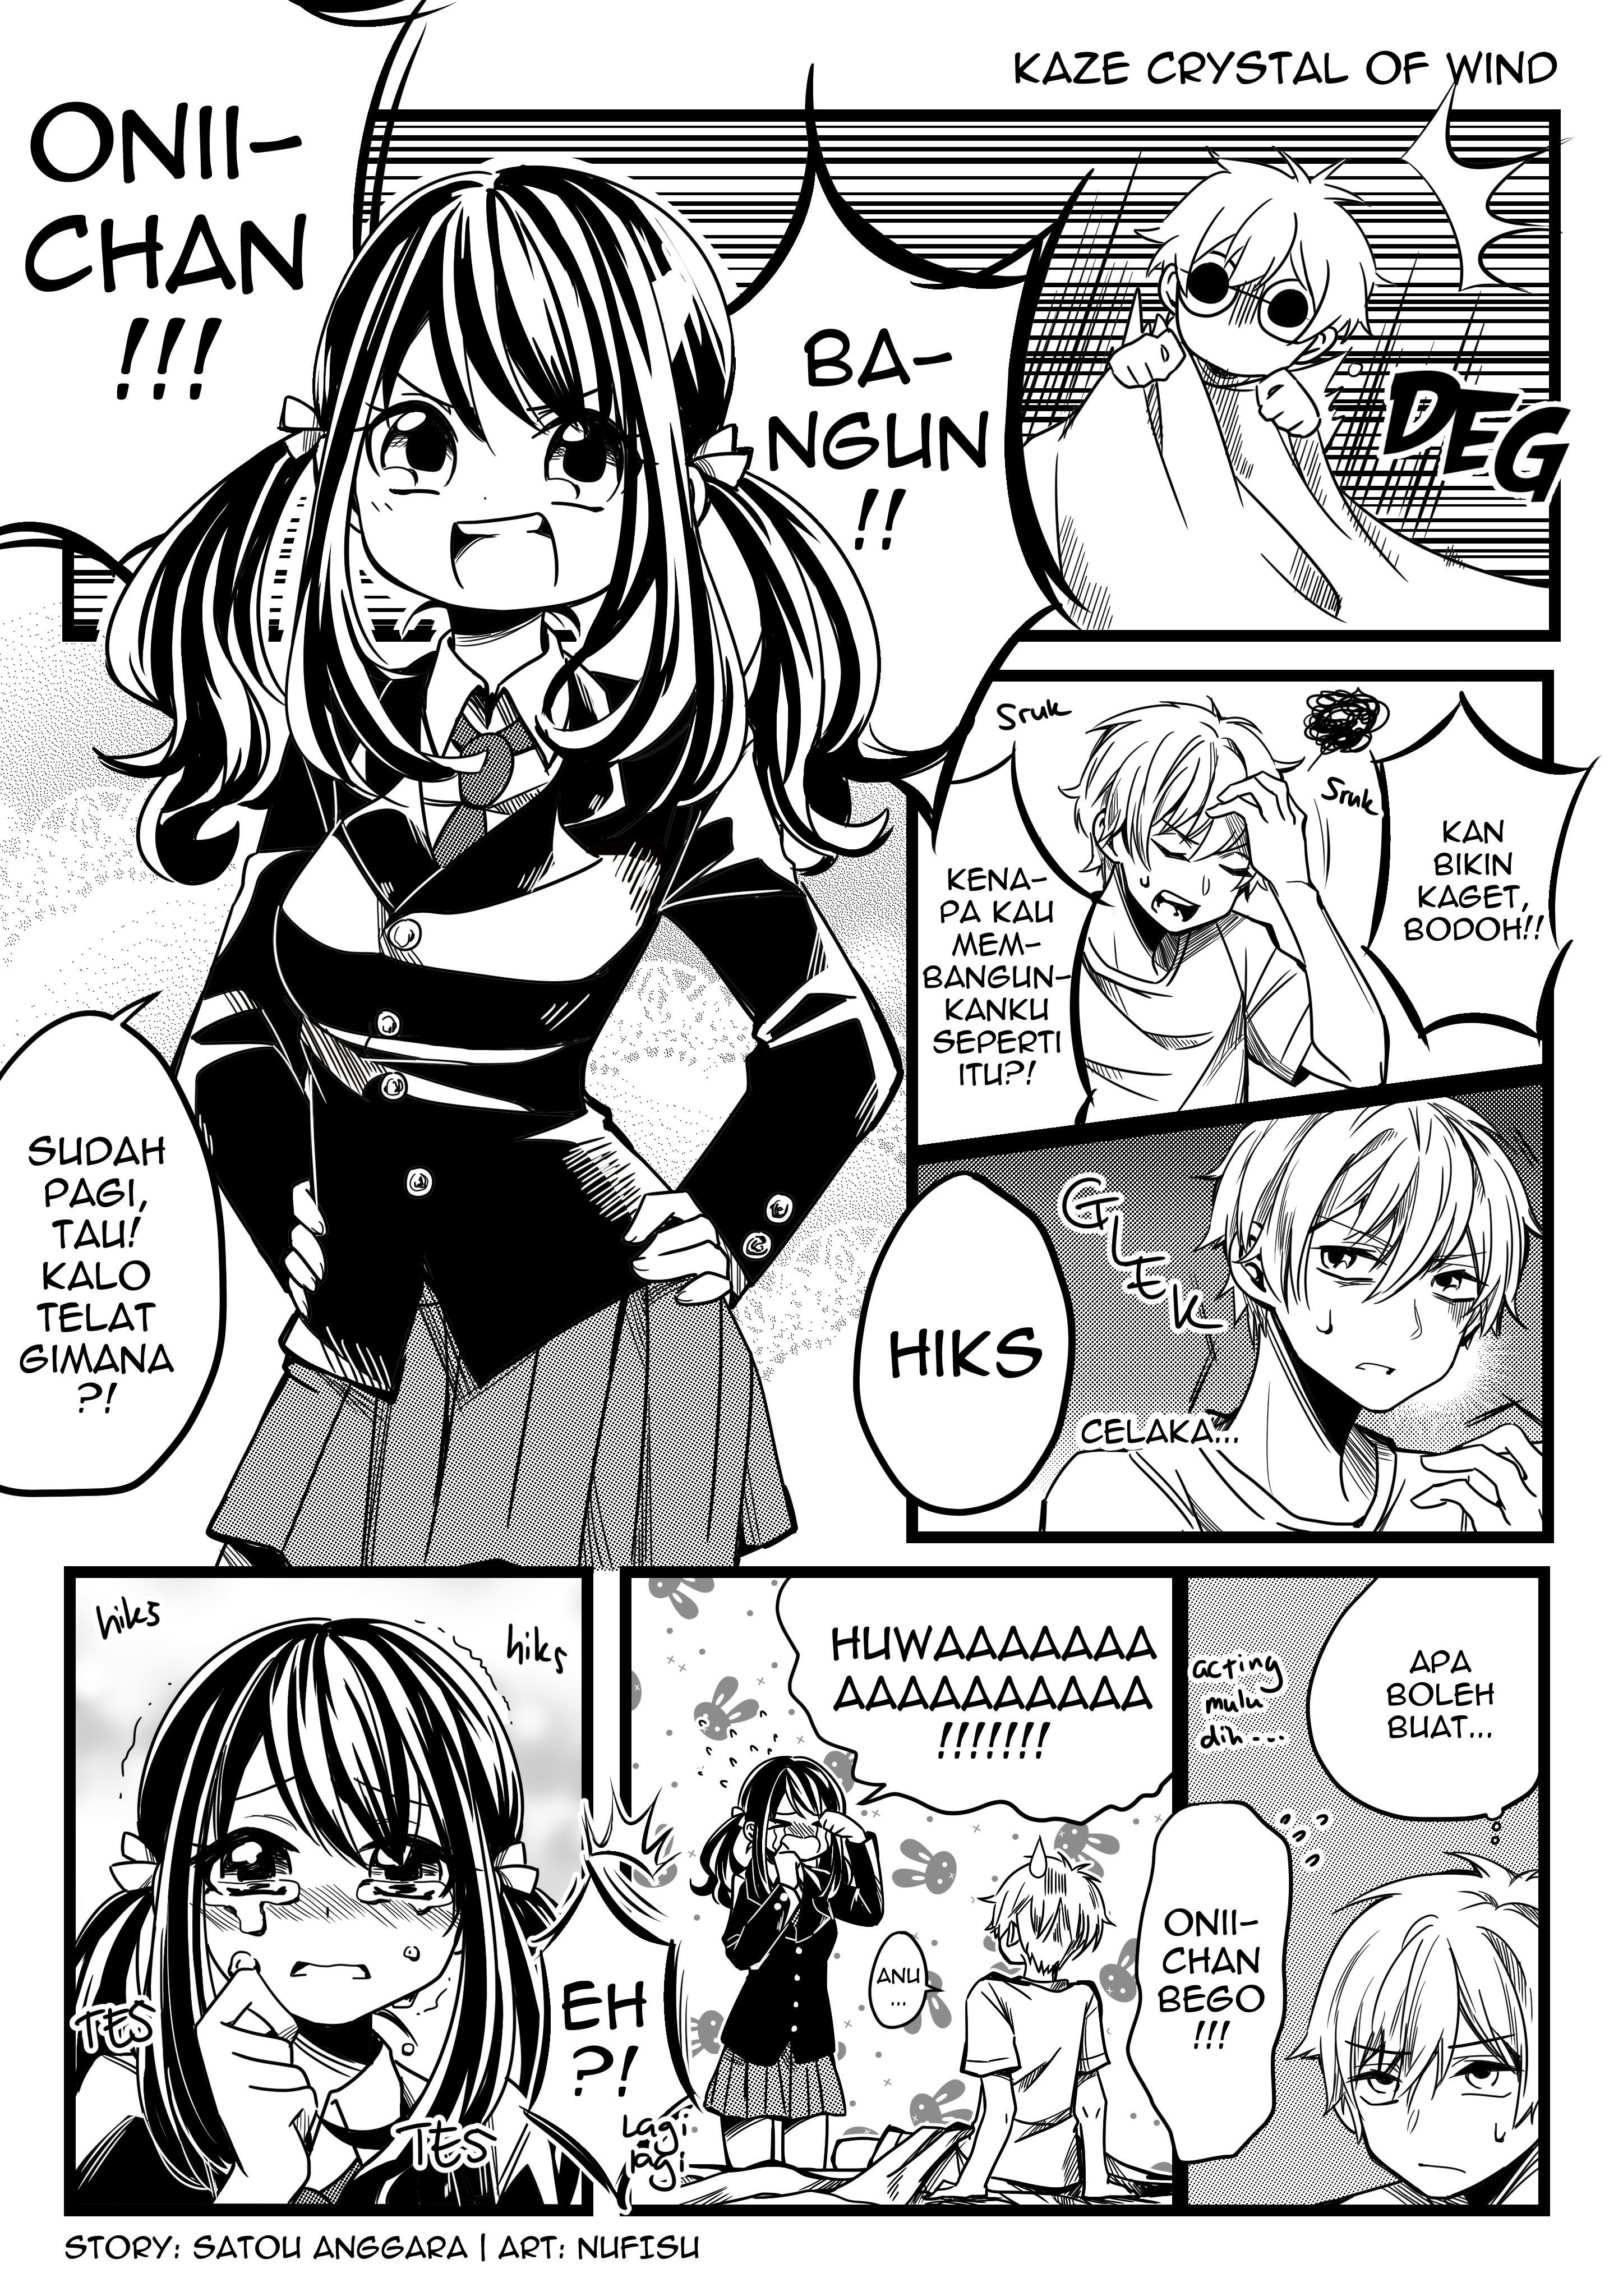 KAZE CRYSTAL OF WIND
ONII-
CHAN
!!!
BA-
NGUN
!!
DEG
SUDAH
PAGI,
TAU!
KALO
TELAT
GIMANA
?!
Sruk
Sruk
KENA-
PA KAU
MEM-
BANGUN-
KANKU
SEPERTI
ITU?!
KAN
BIKIN
KAGET,
BODOH!!
HIKS
GLEK
CELAKA...
hiks
hiks
TES
TES
EH
?!
HUWAAAAAAA
AAAAAAAAAA
!!!!!!!
ANU
...
Lagi
lagi
ONII-
CHAN
BEGO
!!!
acting
mulu
dih...
APA
BOLEH
BUAT...
STORY: SATOU ANGGARA | ART: NUFISU